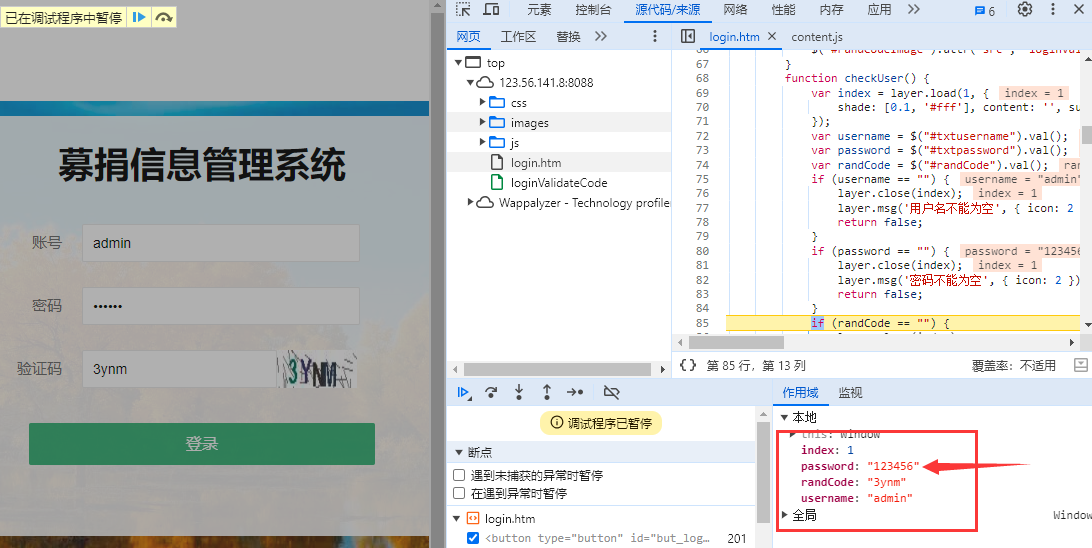 已在调试程序中暂停
募捐信息管理系统
账号
admin
密码
••••••
验证码
3ynm
3YNM
登录
元素 控制台 源代码/来源 网络 性能 内存 应用 6
网页 工作区 替换
top
123.56.141.8:8088
css
images
js
login.htm
loginValidateCode
Wappalyzer - Technology profiler
login.htm × content.js
67 }
68 function checkUser() {
69 var index = layer.load(1, { index = 1
70 shade: [0.1, '#fff'], content: '', su
71 });
72 var username = $("#txtusername").val();
73 var password = $("#txtpassword").val();
74 var randCode = $("#randCode").val(); ran
75 if (username == "") { username = "admin"
76 layer.close(index); index = 1
77 layer.msg('用户名不能为空', { icon: 2
78 return false;
79 }
80 if (password == "") { password = "123456
81 layer.close(index); index = 1
82 layer.msg('密码不能为空', { icon: 2 })
83 return false;
84 }
85 if (randCode == "") {
{} 第 85 行，第 13 列 覆盖率：不适用
调试程序已暂停
断点
遇到未捕获的异常时暂停
在遇到异常时暂停
login.htm
<button type="button" id="but_log… 201
作用域 监视
本地
this: Window
index: 1
password: "123456"
randCode: "3ynm"
username: "admin"
全局 Window